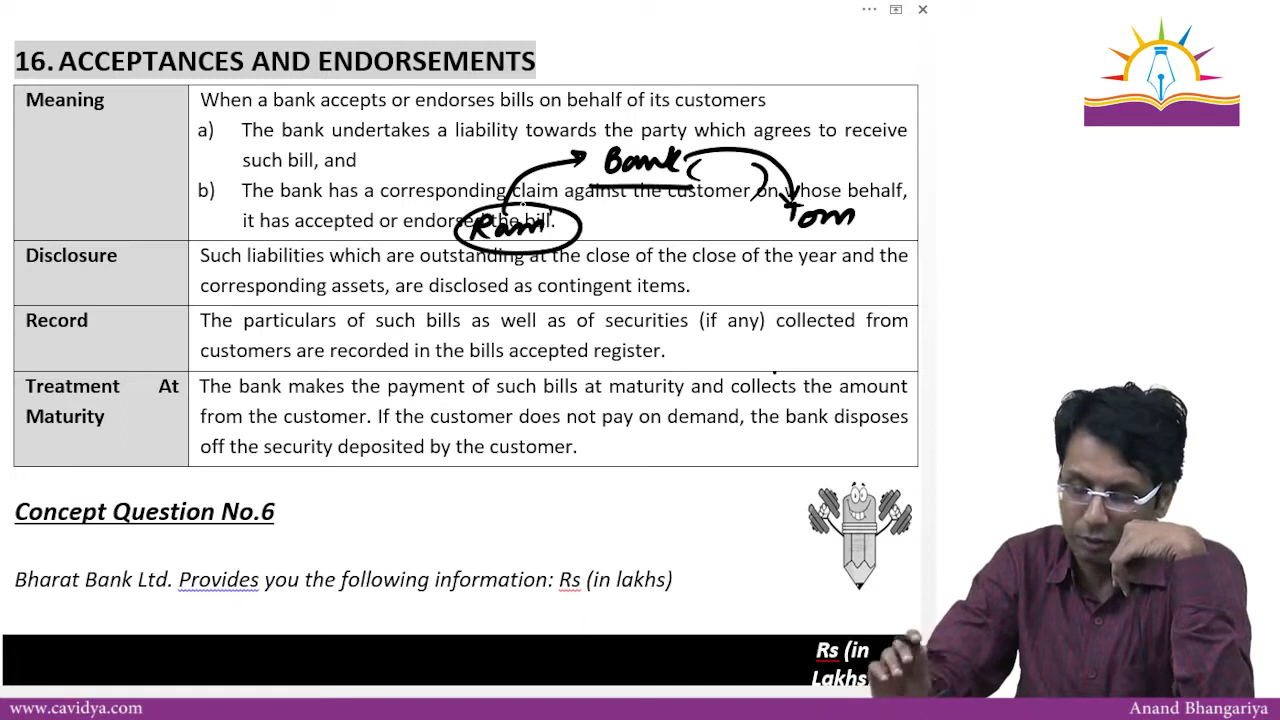 16. ACCEPTANCES AND ENDORSEMENTS
Meaning
When a bank accepts or endorses bills on behalf of its customers
a) The bank undertakes a liability towards the party which agrees to receive
such bill, and
Bank
b) The bank has a corresponding claim against the customer on whose behalf,
it has accepted or endorsed the bill.
Ram
Tom
Disclosure
Such liabilities which are outstanding at the close of the close of the year and the
corresponding assets, are disclosed as contingent items.
Record
The particulars of such bills as well as of securities (if any) collected from
customers are recorded in the bills accepted register.
Treatment At
Maturity
The bank makes the payment of such bills at maturity and collects the amount
from the customer. If the customer does not pay on demand, the bank disposes
off the security deposited by the customer.
Concept Question No.6
Bharat Bank Ltd. Provides you the following information: Rs (in lakhs)
Rs (in
Lakhs
www.cavidya.com
Anand Bhangariya